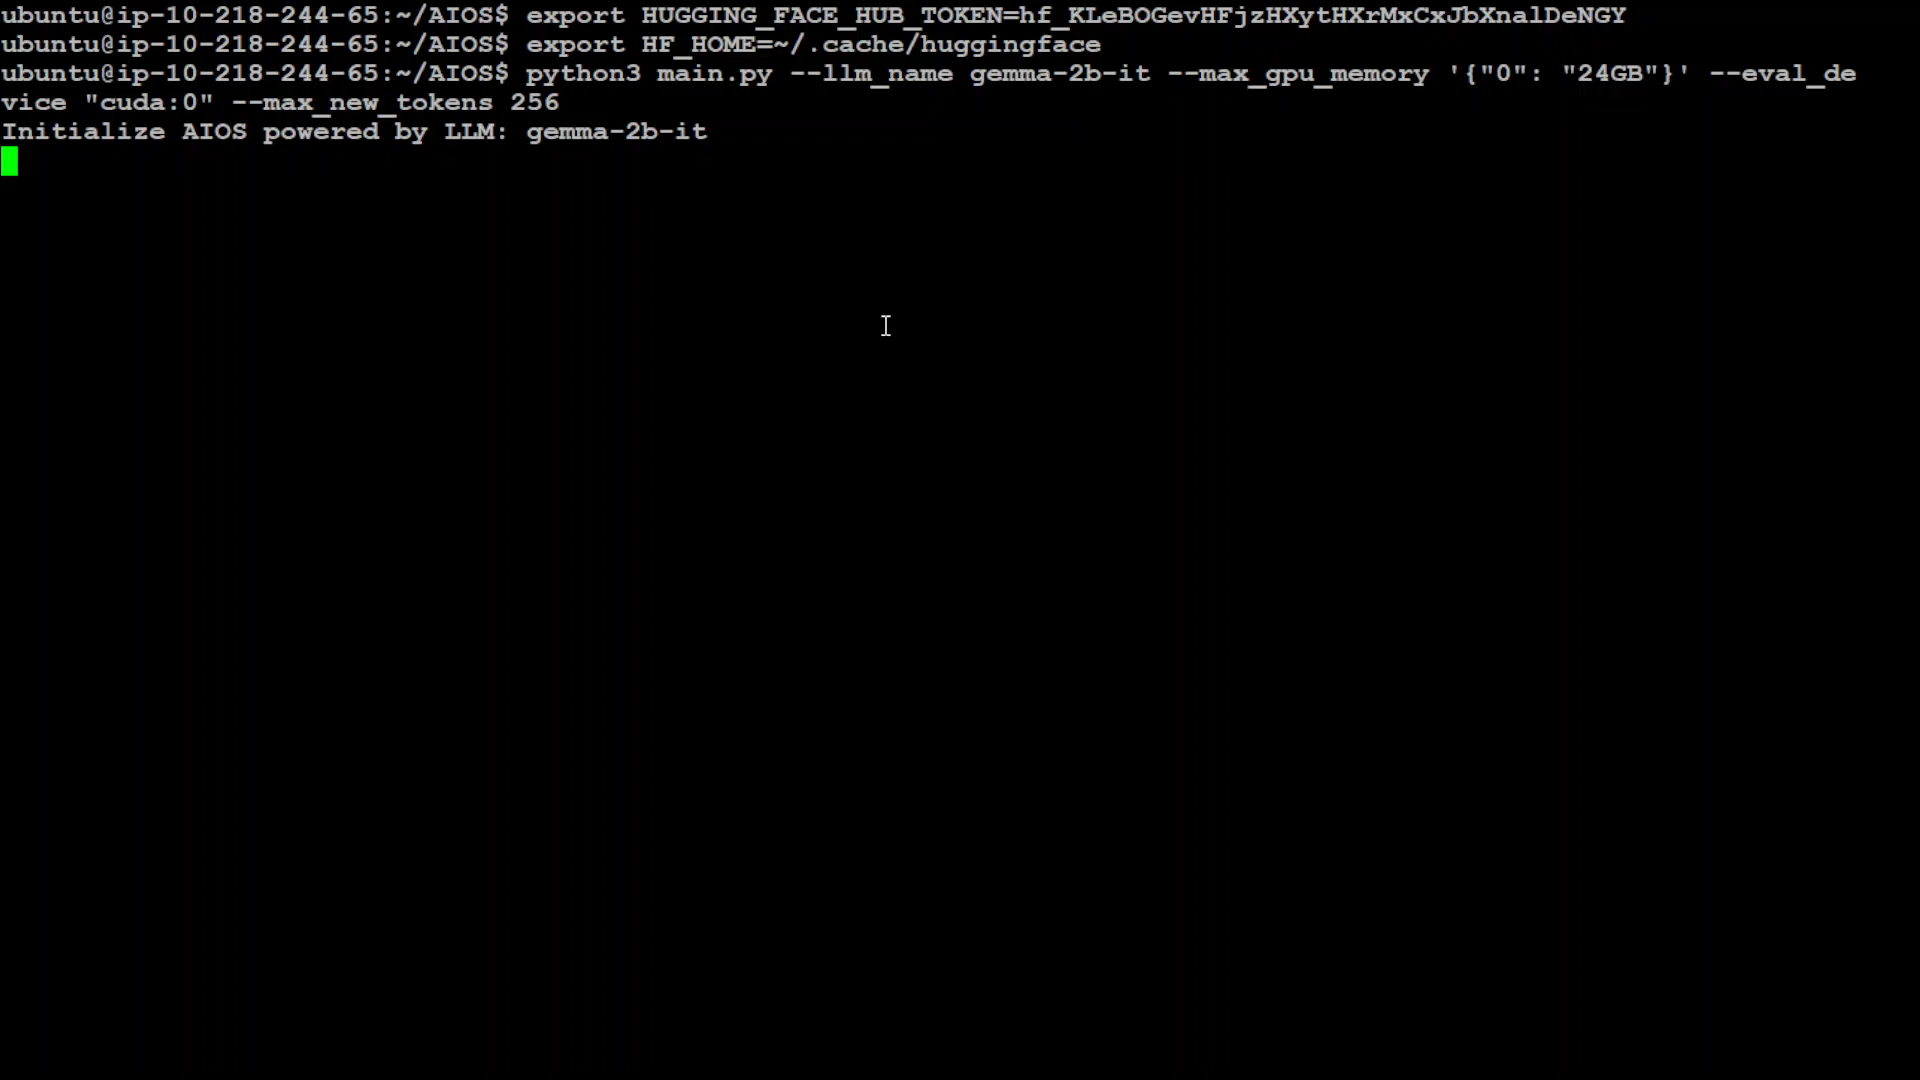 ubuntu@ip-10-218-244-65:~/AIOS$ export HUGGING_FACE_HUB_TOKEN=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
ubuntu@ip-10-218-244-65:~/AIOS$ export HF_HOME=~/.cache/huggingface
ubuntu@ip-10-218-244-65:~/AIOS$ python3 main.py --llm_name gemma-2b-it --max_gpu_memory '{"0": "24GB"}' --eval_de
vice "cuda:0" --max_new_tokens 256
Initialize AIOS powered by LLM: gemma-2b-it